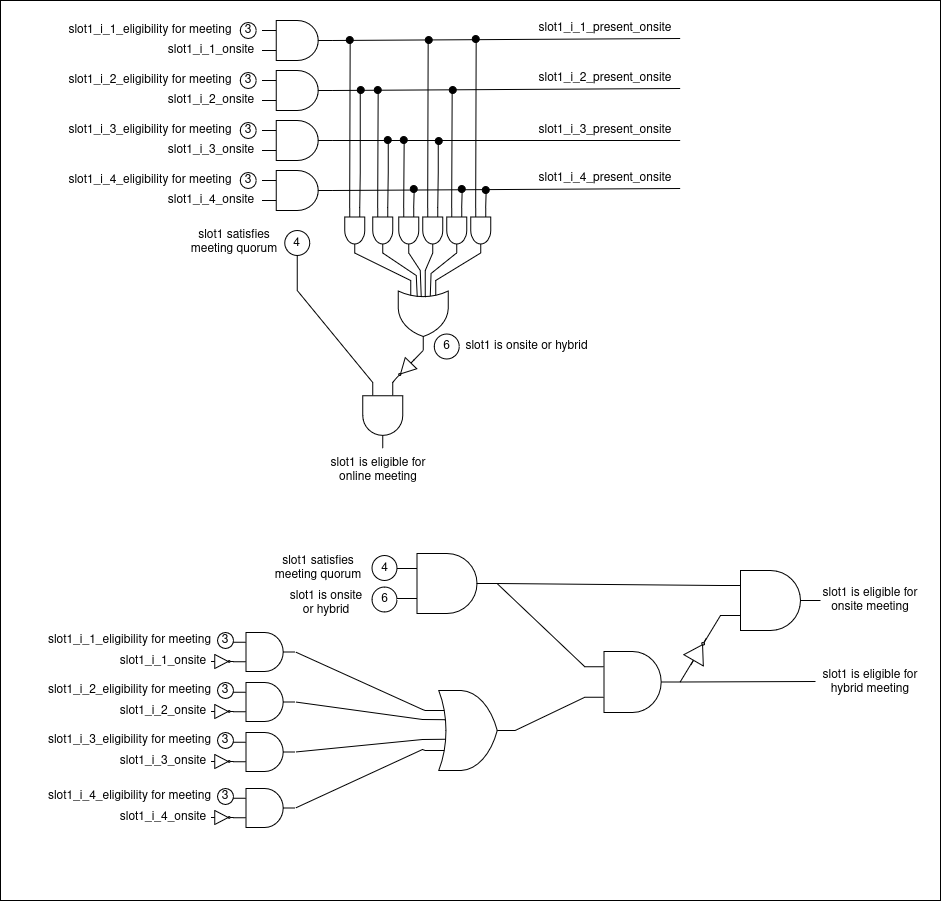 slot1_i_1_eligibility for meeting 3
slot1_i_1_onsite
slot1_i_1_present_onsite
slot1_i_2_eligibility for meeting 3
slot1_i_2_onsite
slot1_i_2_present_onsite
slot1_i_3_eligibility for meeting 3
slot1_i_3_onsite
slot1_i_3_present_onsite
slot1_i_4_eligibility for meeting 3
slot1_i_4_onsite
slot1_i_4_present_onsite
slot1 satisfies
meeting quorum
4
6
slot1 is onsite or hybrid
slot1 is eligible for
online meeting
slot1 satisfies
meeting quorum
4
slot1 is onsite
or hybrid
6
slot1 is eligible for
onsite meeting
slot1_i_1_eligibility for meeting 3
slot1_i_1_onsite
slot1 is eligible for
hybrid meeting
slot1_i_2_eligibility for meeting 3
slot1_i_2_onsite
slot1_i_3_eligibility for meeting 3
slot1_i_3_onsite
slot1_i_4_eligibility for meeting 3
slot1_i_4_onsite